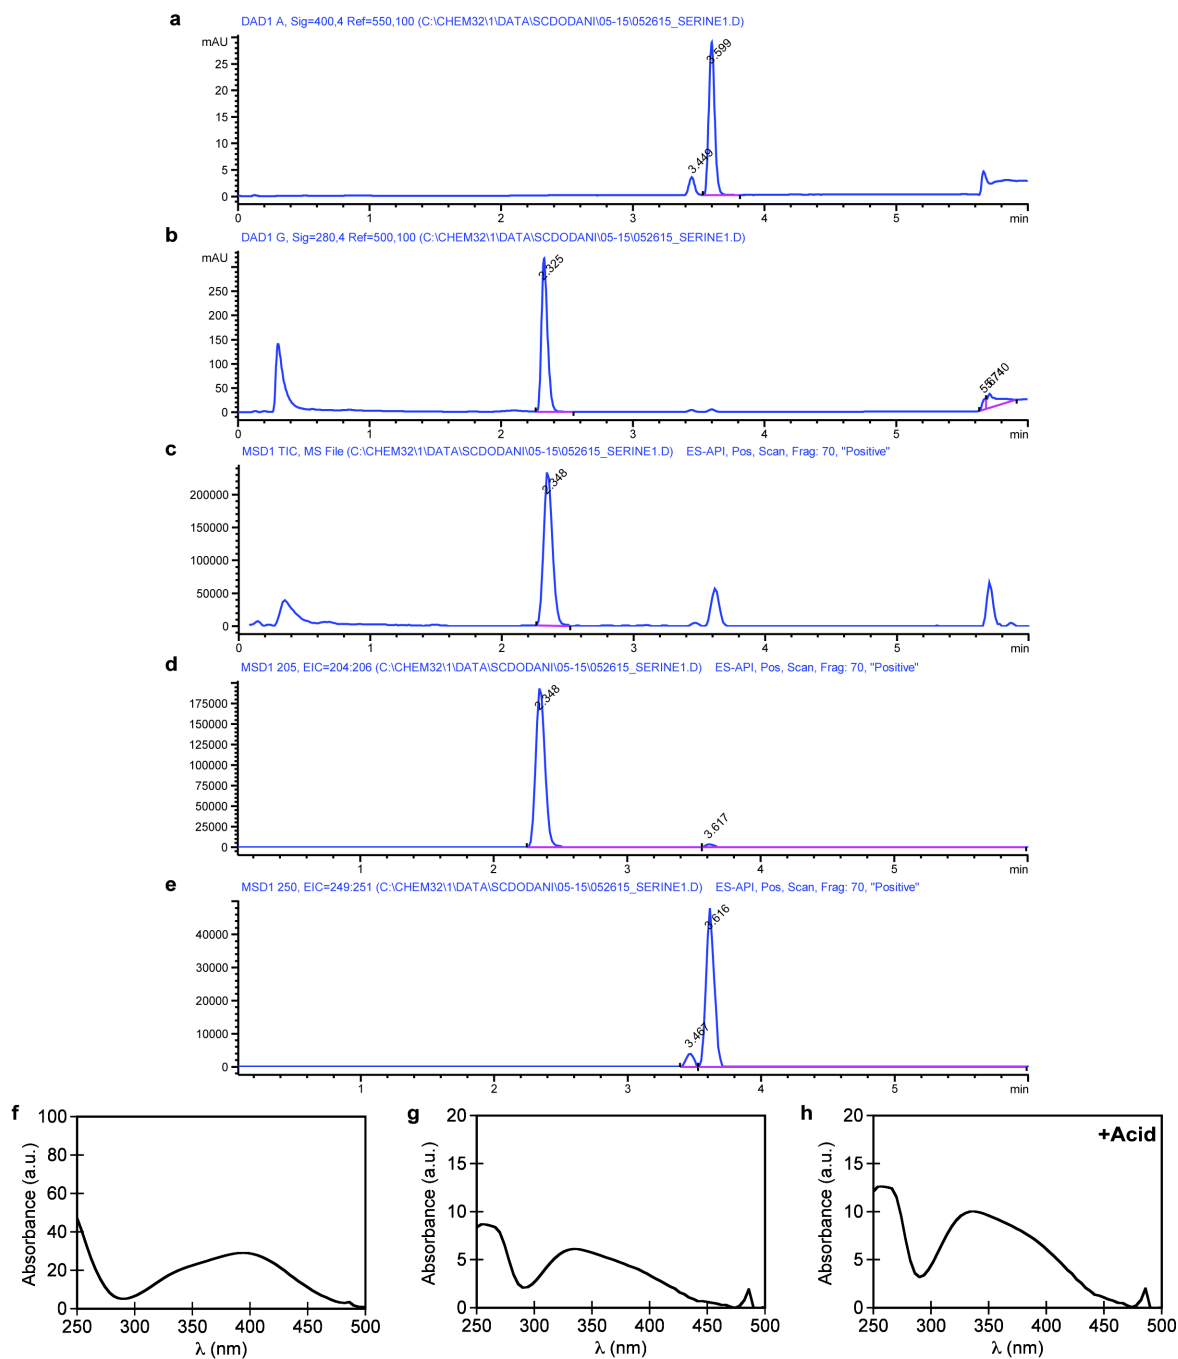 a DAD1 A, Sig=400,4 Ref=550,100 (C:\CHEM32\1\DATA\SCDODANI\05-15\052615_SERINE1.D)
mAU
25
20
15
10
5
0
3.449
3.599
0 1 2 3 4 5 min
b DAD1 G, Sig=280,4 Ref=500,100 (C:\CHEM32\1\DATA\SCDODANI\05-15\052615_SERINE1.D)
mAU
250
200
150
100
50
0
2.325
0 1 2 3 4 5 min
c MSD1 TIC, MS File (C:\CHEM32\1\DATA\SCDODANI\05-15\052615_SERINE1.D) ES-API, Pos, Scan, Frag: 70, "Positive"
200000
150000
100000
50000
0
2.348
0 1 2 3 4 5 min
d MSD1 205, EIC=204:206 (C:\CHEM32\1\DATA\SCDODANI\05-15\052615_SERINE1.D) ES-API, Pos, Scan, Frag: 70, "Positive"
175000
150000
125000
100000
75000
50000
25000
0
2.348
3.617
1 2 3 4 5 min
e MSD1 250, EIC=249:251 (C:\CHEM32\1\DATA\SCDODANI\05-15\052615_SERINE1.D) ES-API, Pos, Scan, Frag: 70, "Positive"
40000
30000
20000
10000
0
3.467
3.616
1 2 3 4 5 min
f
Absorbance (a.u.)
100
80
60
40
20
0
250 300 350 400 450 500
λ (nm)
g
Absorbance (a.u.)
20
15
10
5
0
250 300 350 400 450 500
λ (nm)
h
+Acid
Absorbance (a.u.)
20
15
10
5
0
250 300 350 400 450 500
λ (nm)